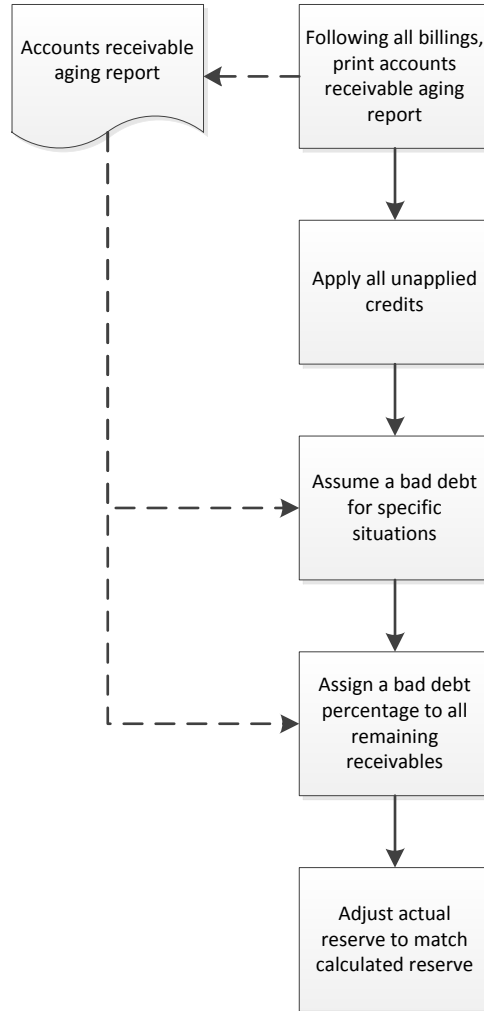 Accounts receivable
aging report
Following all billings,
print accounts
receivable aging
report
Apply all unapplied
credits
Assume a bad debt
for specific
situations
Assign a bad debt
percentage to all
remaining
receivables
Adjust actual
reserve to match
calculated reserve